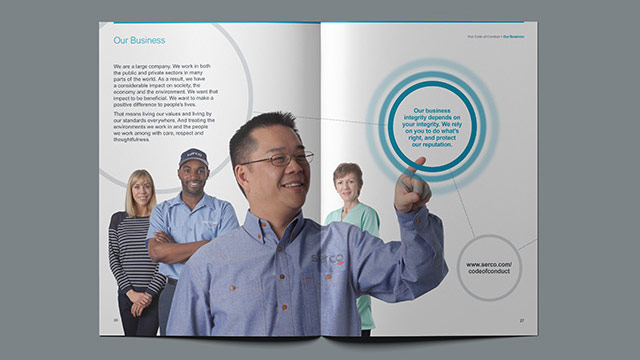 Our Business
We are a large company. We work in both
the public and private sectors in many
parts of the world. As a result, we have
a considerable impact on society, the
economy and the environment. We want that
impact to be beneficial. We want to make a
positive difference to people's lives.
That means living our values and living by
our standards everywhere. And treating the
environments we work in and the people
we work among with care, respect and
thoughtfulness.
Our Code of Conduct • Our Business
Our business
integrity depends on
your integrity. We rely
on you to do what's
right, and protect
our reputation.
serco
www.serco.com/
codeofconduct
27